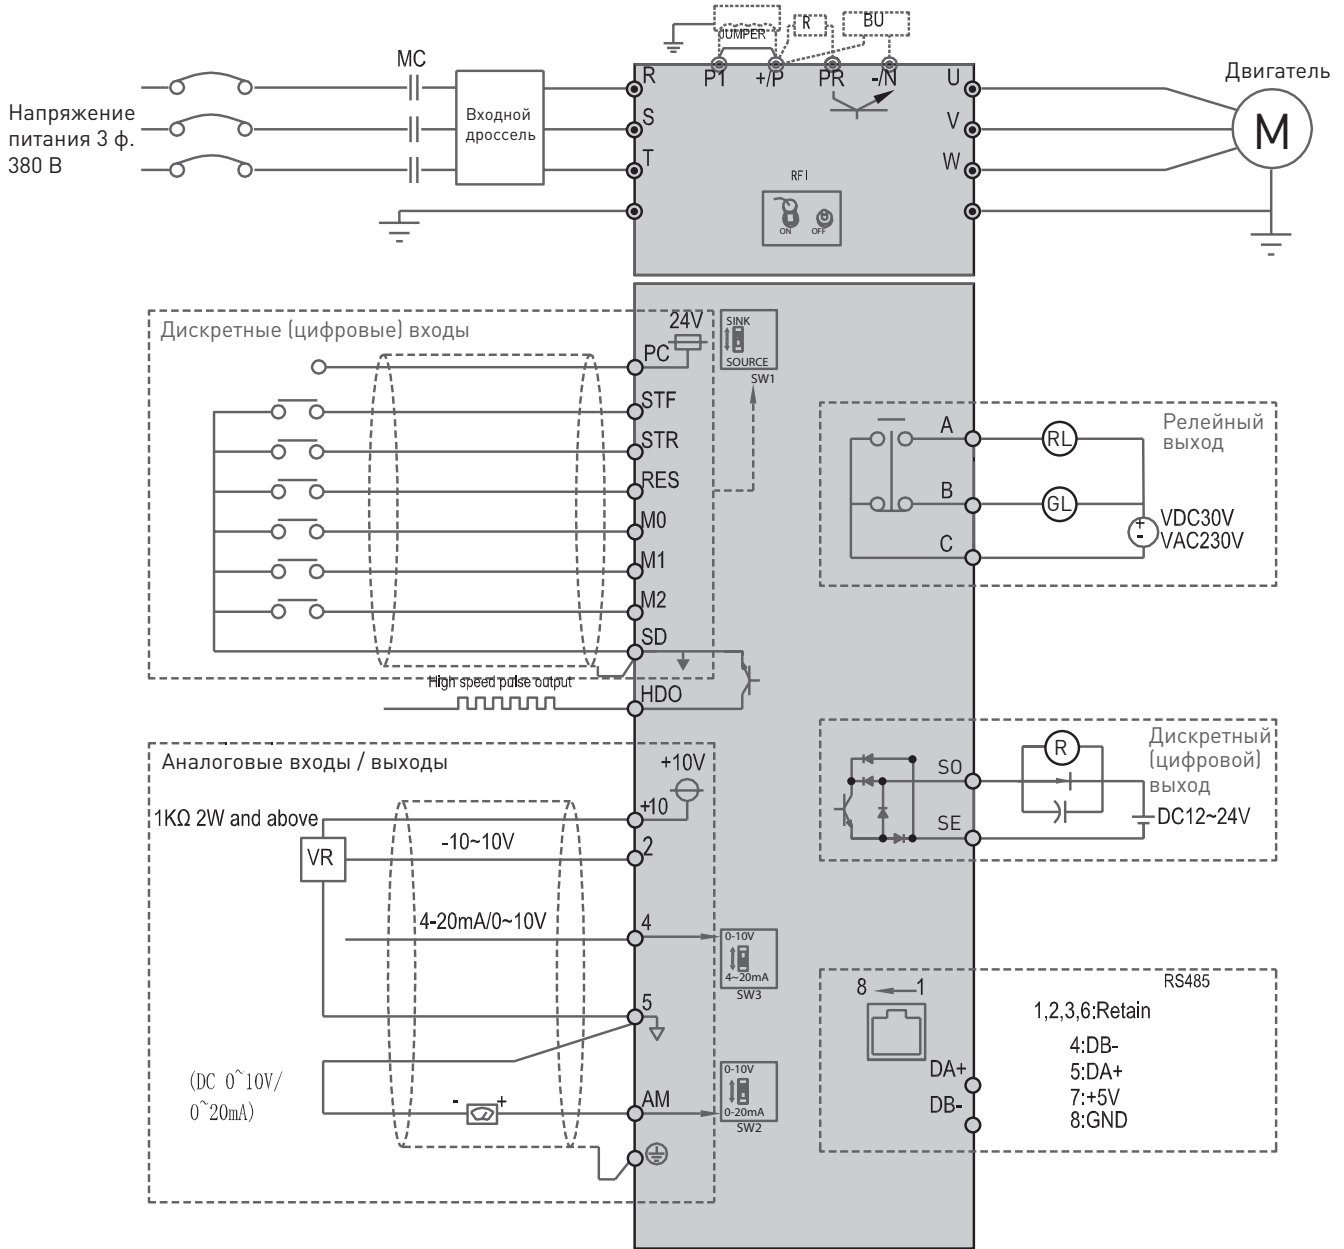 JUMPER
R
BU
P1
+/P
PR
-/N
MC
R
S
T
U
V
W
Двигатель
M
Напряжение
питания 3 ф.
380 В
Входной
дроссель
RFI
ON
OFF
Дискретные (цифровые) входы
24V
SINK
SOURCE
SW1
PC
STF
STR
RES
M0
M1
M2
SD
High speed pulse output
HDO
Релейный
выход
A
RL
B
GL
C
+
-
VDC30V
VAC230V
Аналоговые входы / выходы
+10V
+10
1KΩ 2W and above
VR
-10~10V
2
4-20mA/0~10V
4
0-10V
4~20mA
SW3
5
(DC 0~10V/
0~20mA)
-
+
AM
0-10V
0-20mA
SW2
Дискретный
(цифровой)
выход
R
SO
SE
DC12~24V
RS485
8
1
1,2,3,6:Retain
4:DB-
5:DA+
7:+5V
8:GND
DA+
DB-